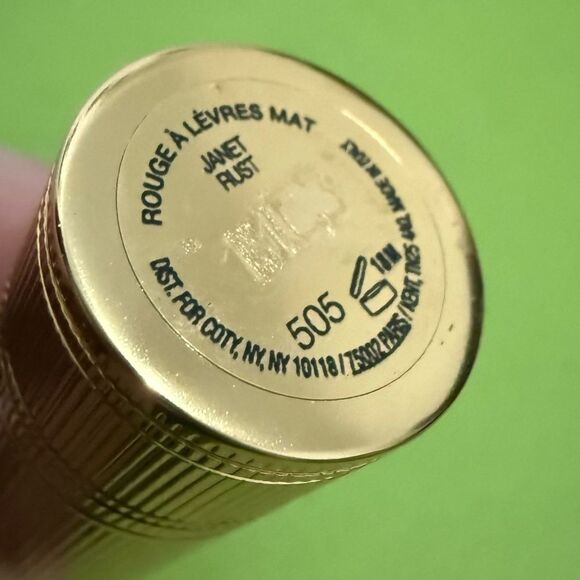 ROUGE À LÈVRES MAT
JANET
RUST
505
18M
DIST. FOR COTY, NY, NY 10118 / 75002 PARIS / KENT, TN25 4AQ. MADE IN ITALY